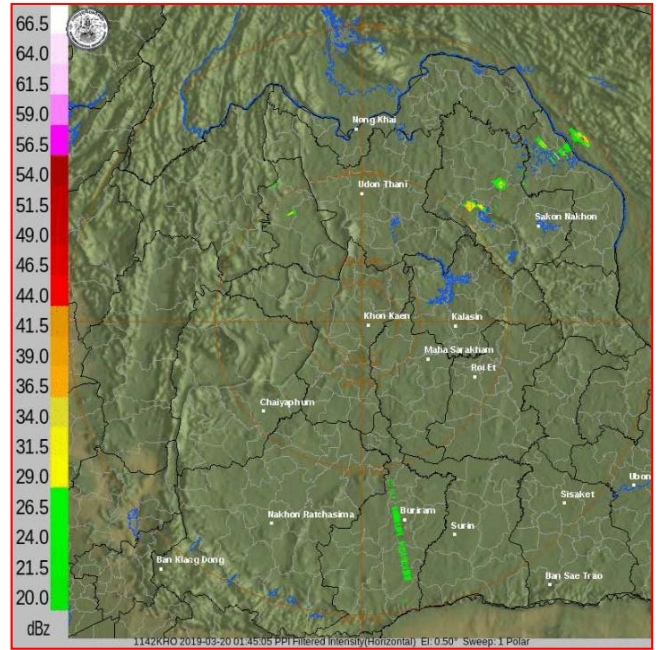 66.5
64.0
61.5
59.0
56.5
54.0
51.5
49.0
46.5
44.0
41.5
39.0
36.5
34.0
31.5
29.0
26.5
24.0
21.5
20.0
dBz
Nong Khai
Udon Thani
Sakon Nakhon
Khon Kaen
Kalasin
Maha Sarakham
Roi Et
Chaiyaphum
Ubon
Sisaket
Nakhon Ratchasima
Buriram
Surin
Ban Klang Dong
Ban Sae Trao
1142KHO 2019-03-20 01:45:05 PPI Filtered Intensity(Horizontal) El: 0.50° Sweep: 1 Polar